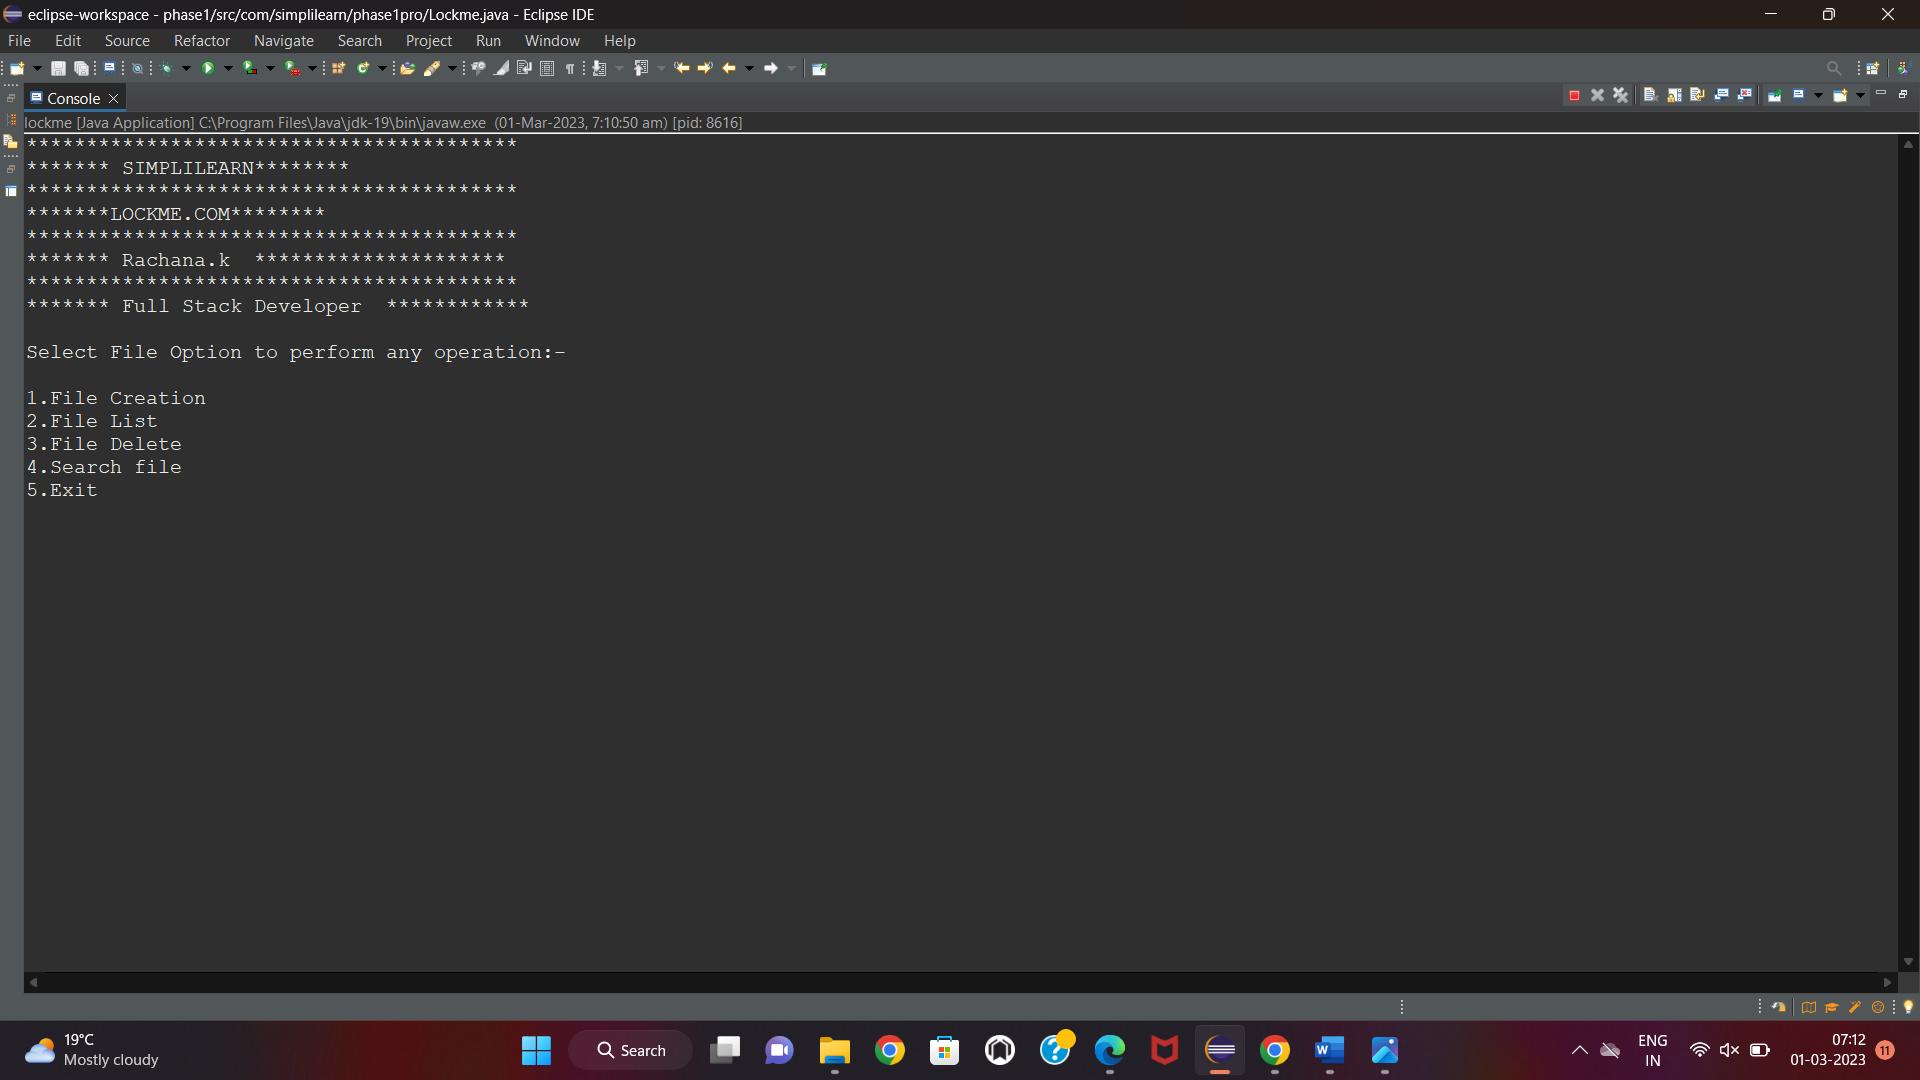 eclipse-workspace - phase1/src/com/simplilearn/phase1pro/Lockme.java - Eclipse IDE
File Edit Source Refactor Navigate Search Project Run Window Help
Console
lockme [Java Application] C:\Program Files\Java\jdk-19\bin\javaw.exe (01-Mar-2023, 7:10:50 am) [pid: 8616]
*****************************************
******* SIMPLILEARN********
*****************************************
*******LOCKME.COM********
*****************************************
******* Rachana.k  *********************
*****************************************
******* Full Stack Developer  ************
Select File Option to perform any operation:-
1.File Creation
2.File List
3.File Delete
4.Search file
5.Exit
19°C
Mostly cloudy
Search
ENG
IN
07:12
01-03-2023
11